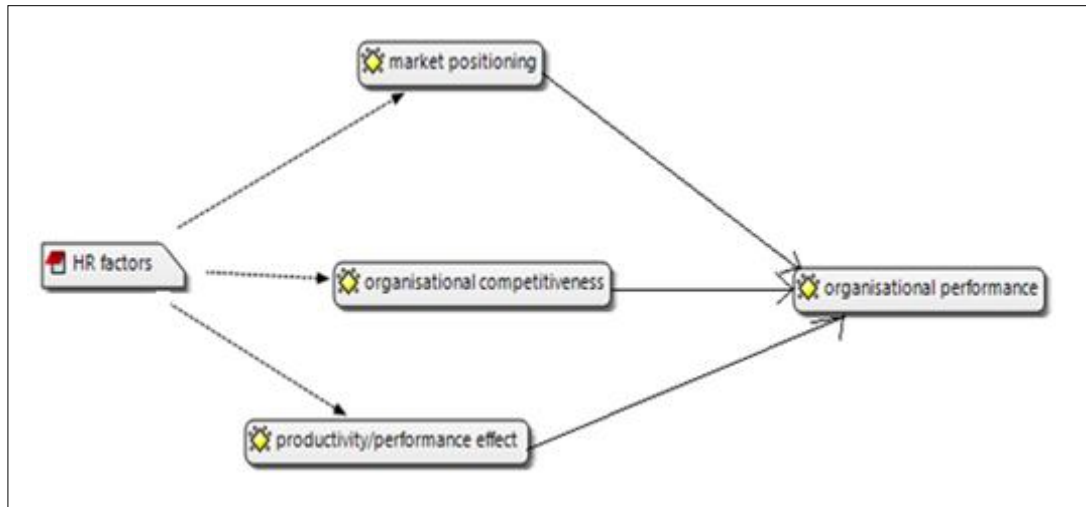 market positioning
HR factors
organisational competitiveness
organisational performance
productivity/performance effect